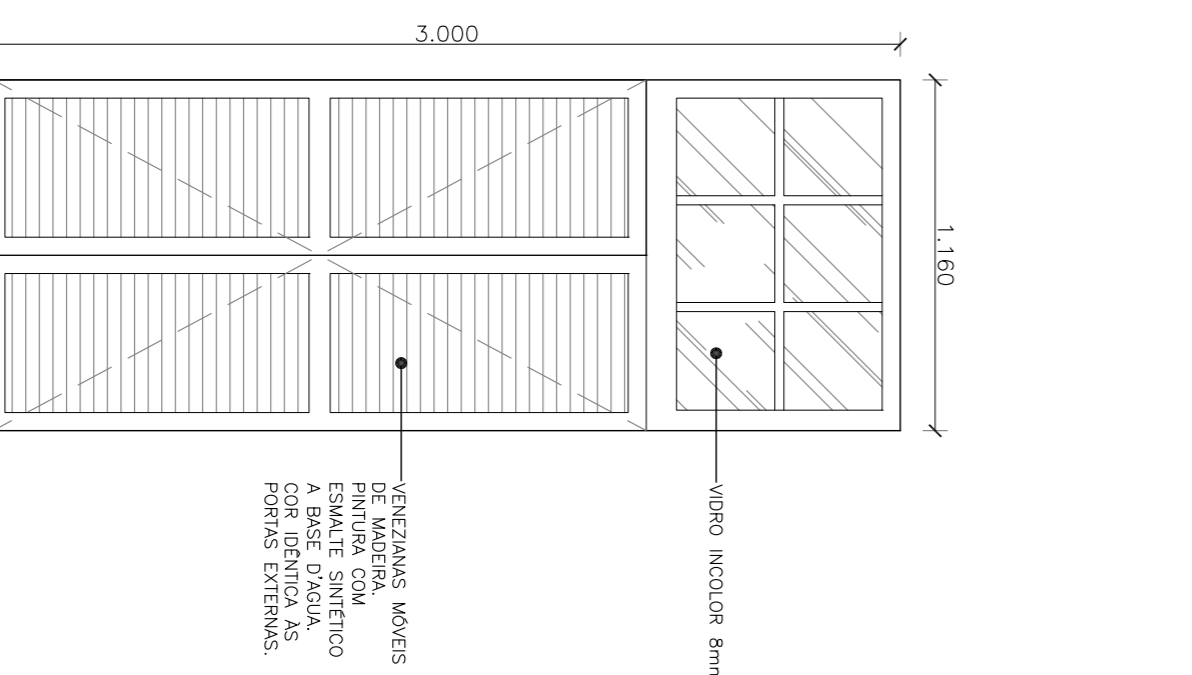 3.000
1.160
VENEZIANAS MÓVEIS
DE MADEIRA.
PINTURA COM
ESMALTE SINTÉTICO
A BASE D'AGUA.
COR IDÊNTICA ÀS
PORTAS EXTERNAS.
VIDRO INCOLOR 8mm